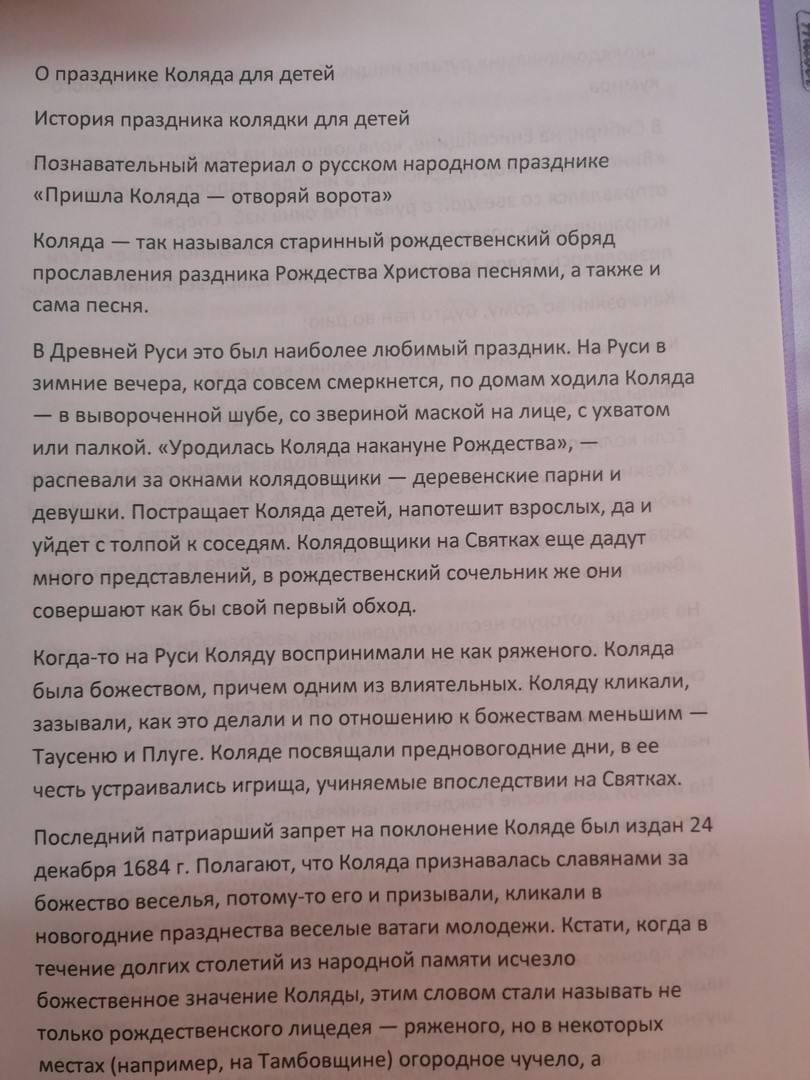 О празднике Коляда для детей
История праздника колядки для детей
Познавательный материал о русском народном празднике
«Пришла Коляда — отворяй ворота»
Коляда — так назывался старинный рождественский обряд
прославления раздника Рождества Христова песнями, а также и
сама песня.
В Древней Руси это был наиболее любимый праздник. На Руси в
зимние вечера, когда совсем смеркнется, по домам ходила Коляда
— в вывороченной шубе, со звериной маской на лице, с ухватом
или палкой. «Уродилась Коляда накануне Рождества», —
распевали за окнами колядовщики — деревенские парни и
девушки. Постращает Коляда детей, напотешит взрослых, да и
уйдет с толпой к соседям. Колядовщики на Святках еще дадут
много представлений, в рождественский сочельник же они
совершают как бы свой первый обход.
Когда-то на Руси Коляду воспринимали не как ряженого. Коляда
была божеством, причем одним из влиятельных. Коляду кликали,
зазывали, как это делали и по отношению к божествам меньшим —
Таусеню и Плуге. Коляде посвящали предновогодние дни, в ее
честь устраивались игрища, учиняемые впоследствии на Святках.
Последний патриарший запрет на поклонение Коляде был издан 24
декабря 1684 г. Полагают, что Коляда признавалась славянами за
божество веселья, потому-то его и призывали, кликали в
новогодние празднества веселые ватаги молодежи. Кстати, когда в
течение долгих столетий из народной памяти исчезло
божественное значение Коляды, этим словом стали называть не
только рождественского лицедея — ряженого, но в некоторых
местах (например, на Тамбовщине) огородное чучело, а